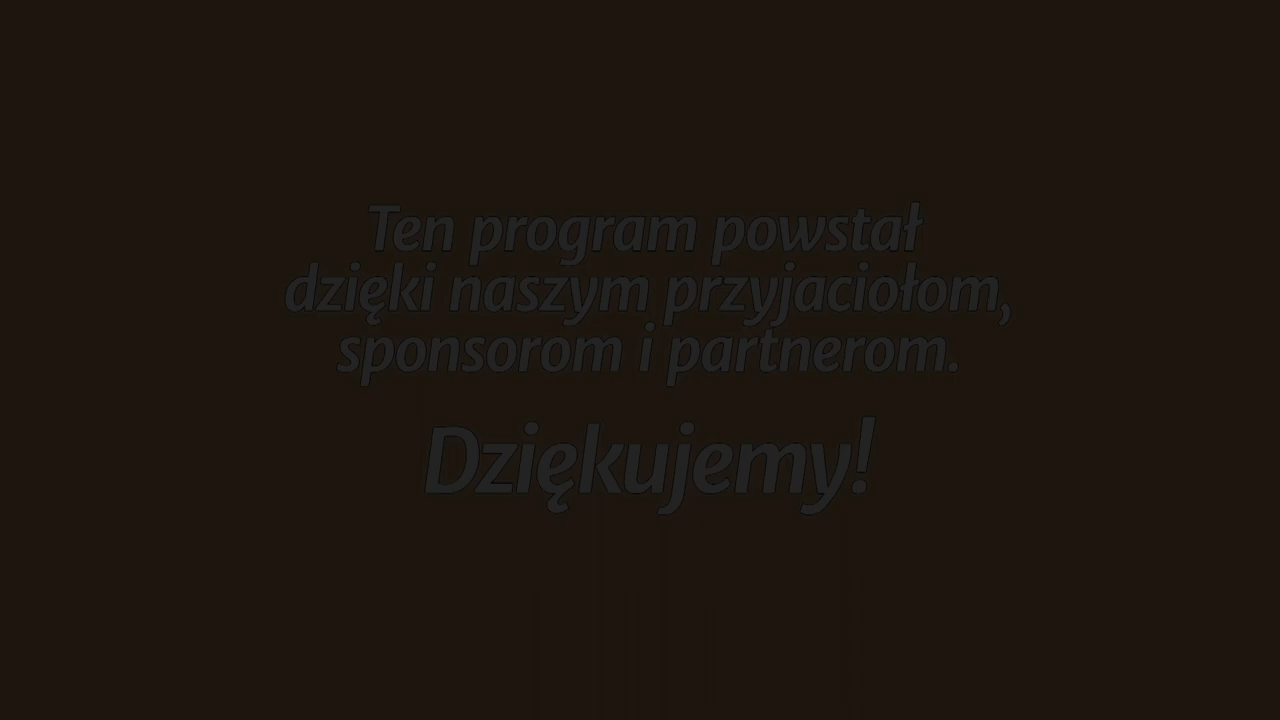 Ten program powstał
dzięki naszym przyjaciołom,
sponsorom i partnerom.
Dziękujemy!